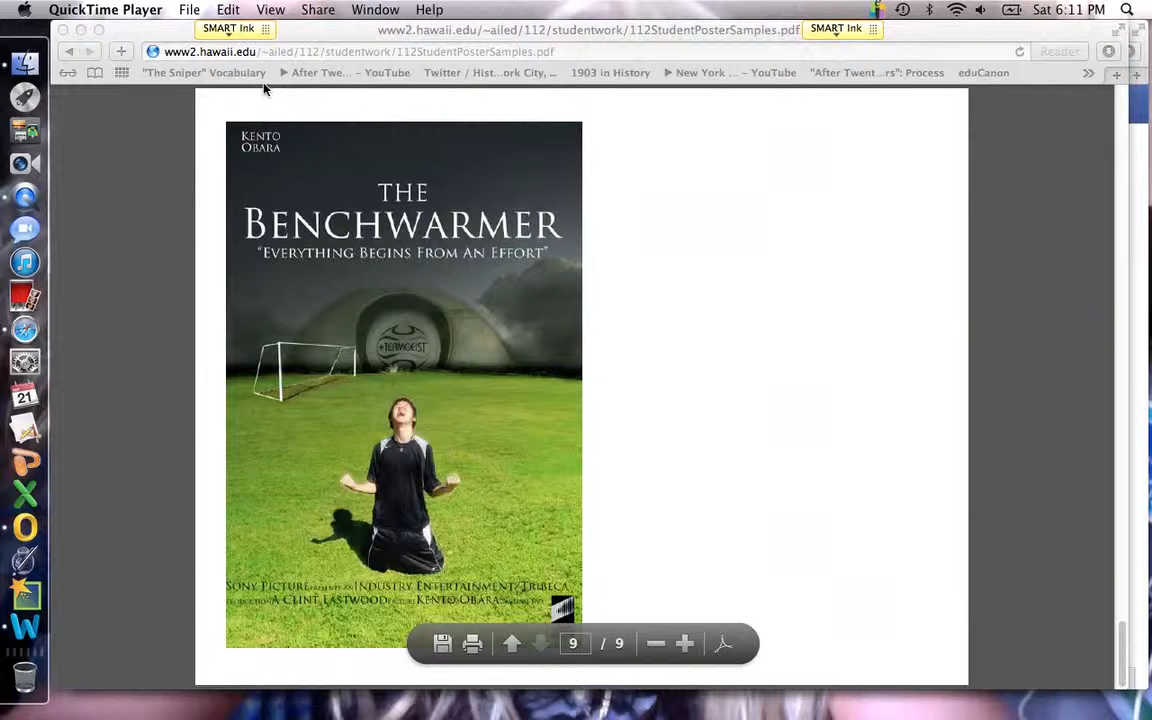 QuickTime Player File Edit View Share Window Help Sat 6:11 PM
SMART Ink www2.hawaii.edu/~ailed/112/studentwork/112StudentPosterSamples.pdf SMART Ink
www2.hawaii.edu/~ailed/112/studentwork/112StudentPosterSamples.pdf Reader
"The Sniper" Vocabulary After Twe... – YouTube Twitter / Hist...ork City, ... 1903 in History New York ... – YouTube "After Twent...rs": Process eduCanon
KENTO
OBARA
THE
BENCHWARMER
"EVERYTHING BEGINS FROM AN EFFORT"
+TEAMGEIST
21
SONY PICTURE INDUSTRY ENTERTAINMENT/TRIBECA
A CLINT EASTWOOD PICTURE KENTO OBARA
9 / 9